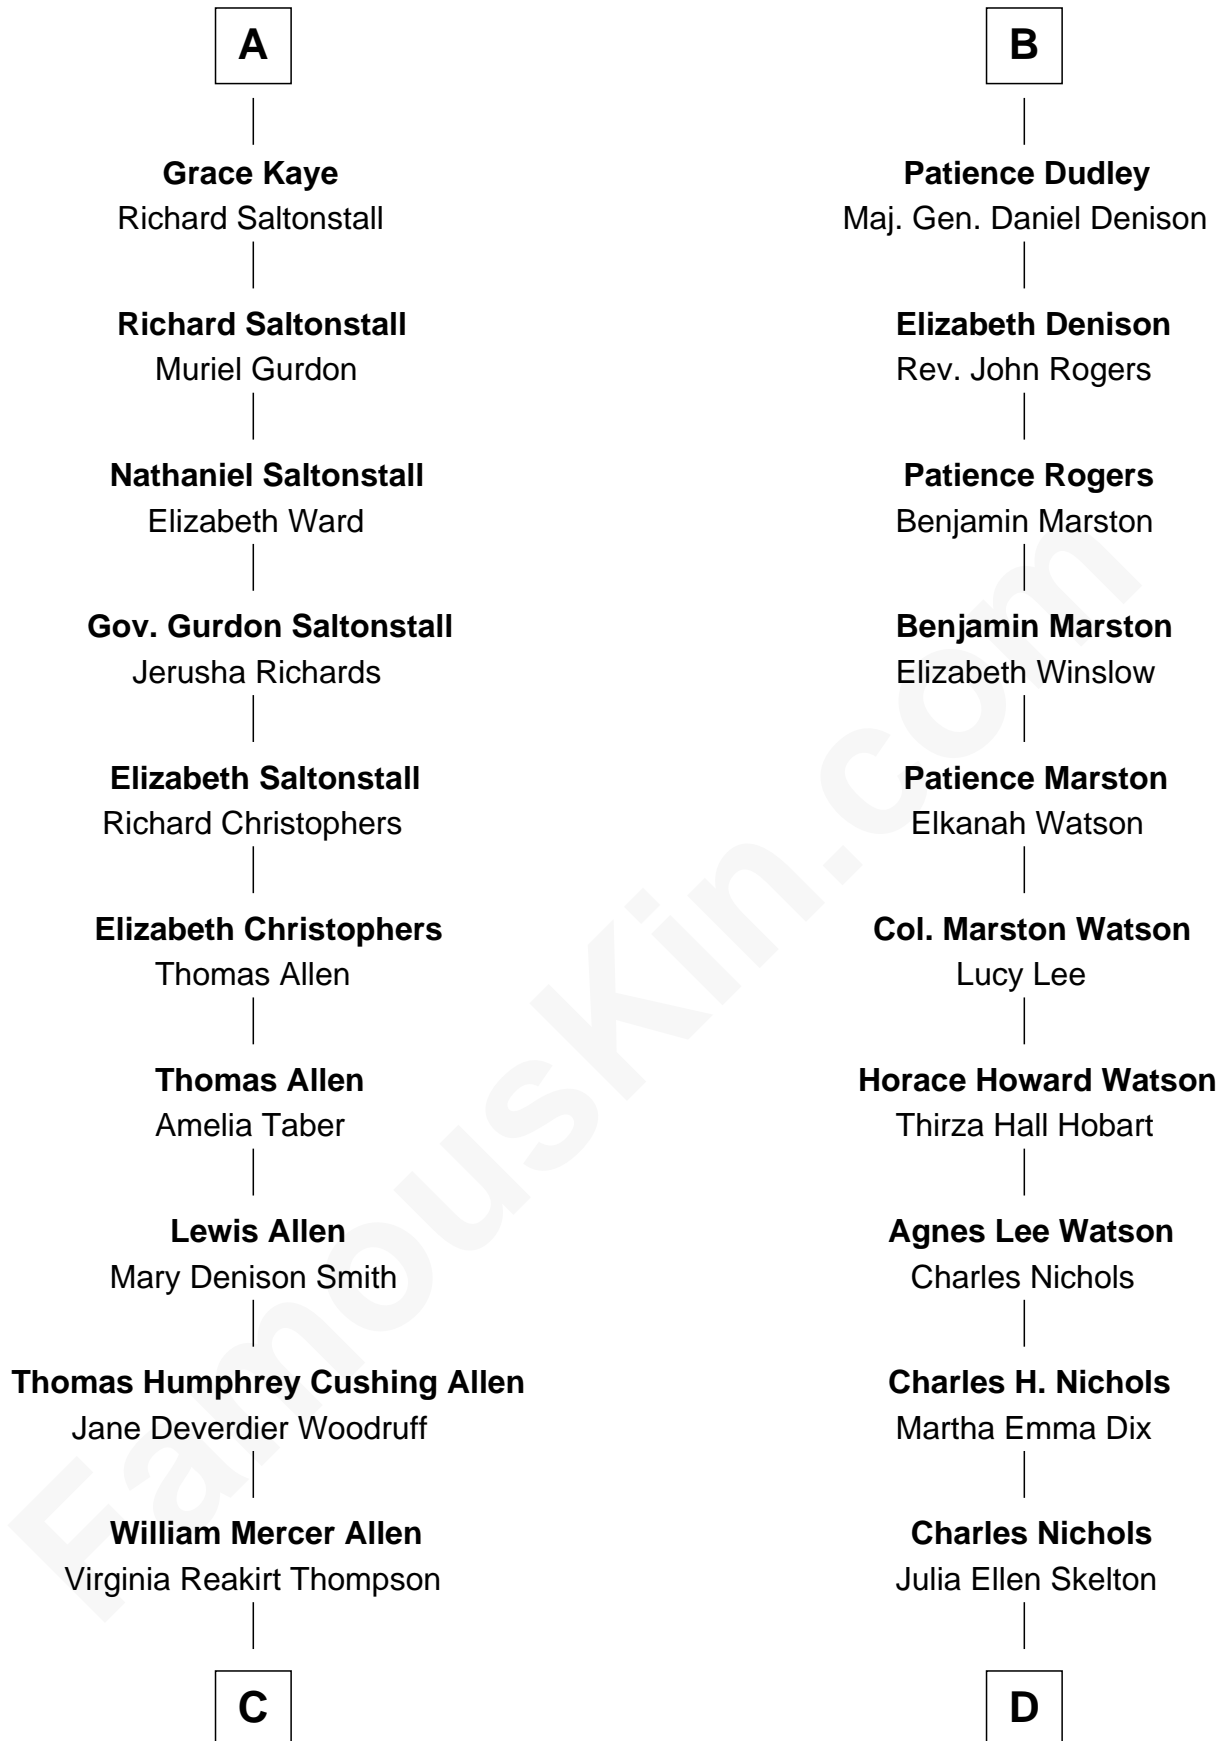 A
Grace Kaye
Richard Saltonstall
Richard Saltonstall
Muriel Gurdon
Nathaniel Saltonstall
Elizabeth Ward
Gov. Gurdon Saltonstall
Jerusha Richards
Elizabeth Saltonstall
Richard Christophers
Elizabeth Christophers
Thomas Allen
Thomas Allen
Amelia Taber
Lewis Allen
Mary Denison Smith
Thomas Humphrey Cushing Allen
Jane Deverdier Woodruff
William Mercer Allen
Virginia Reakirt Thompson
C
B
Patience Dudley
Maj. Gen. Daniel Denison
Elizabeth Denison
Rev. John Rogers
Patience Rogers
Benjamin Marston
Benjamin Marston
Elizabeth Winslow
Patience Marston
Elkanah Watson
Col. Marston Watson
Lucy Lee
Horace Howard Watson
Thirza Hall Hobart
Agnes Lee Watson
Charles Nichols
Charles H. Nichols
Martha Emma Dix
Charles Nichols
Julia Ellen Skelton
D
FamousKin.com